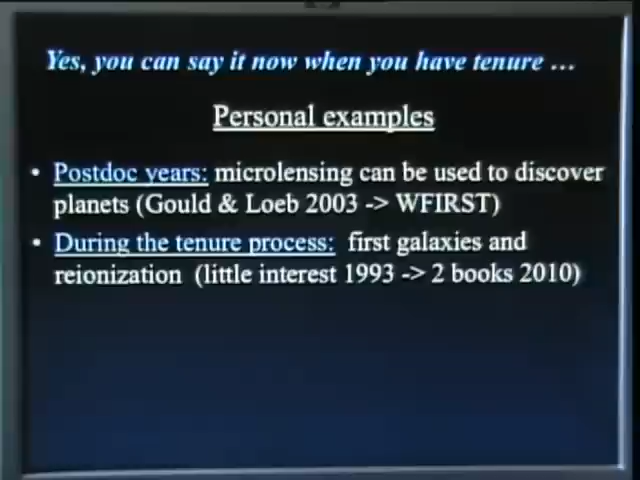 Yes, you can say it now when you have tenure ...
Personal examples
• Postdoc years: microlensing can be used to discover
planets (Gould & Loeb 2003 -> WFIRST)
• During the tenure process: first galaxies and
reionization (little interest 1993 -> 2 books 2010)